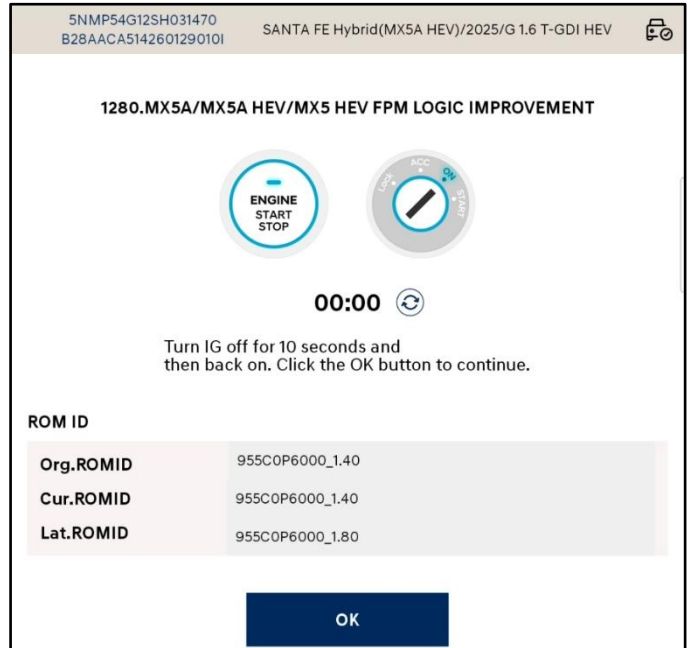 5NMP54G12SH031470
B28AACA514260129010I
SANTA FE Hybrid(MX5A HEV)/2025/G 1.6 T-GDI HEV
1280.MX5A/MX5A HEV/MX5 HEV FPM LOGIC IMPROVEMENT
ENGINE
START
STOP
Lock
ACC
ON
START
00:00
Turn IG off for 10 seconds and
then back on. Click the OK button to continue.
ROM ID
Org.ROMID 955C0P6000_1.40
Cur.ROMID 955C0P6000_1.40
Lat.ROMID 955C0P6000_1.80
OK